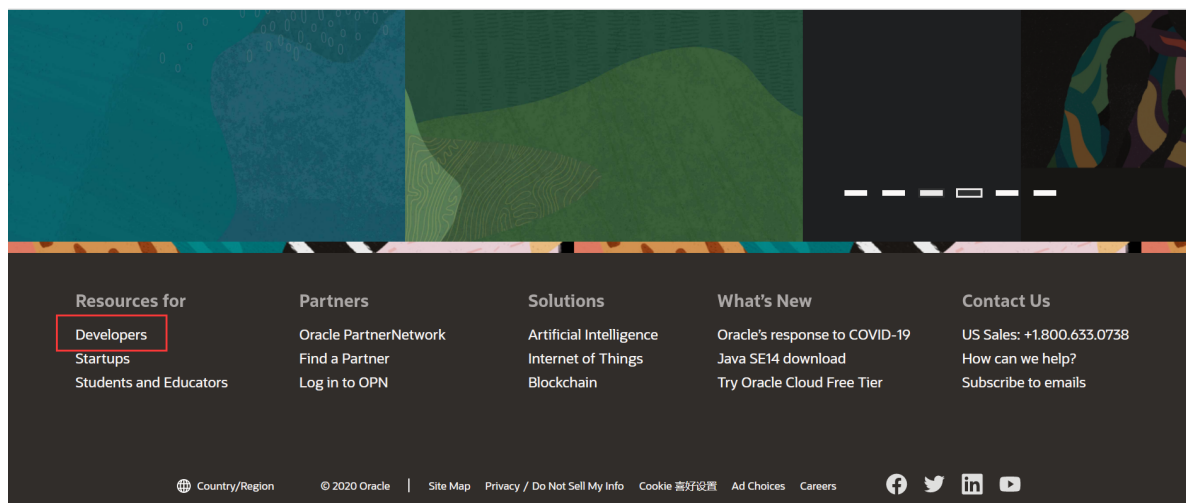 Resources for
Developers
Startups
Students and Educators
Partners
Oracle PartnerNetwork
Find a Partner
Log in to OPN
Solutions
Artificial Intelligence
Internet of Things
Blockchain
What's New
Oracle's response to COVID-19
Java SE14 download
Try Oracle Cloud Free Tier
Contact Us
US Sales: +1.800.633.0738
How can we help?
Subscribe to emails
Country/Region © 2020 Oracle | Site Map Privacy / Do Not Sell My Info Cookie 喜好设置 Ad Choices Careers